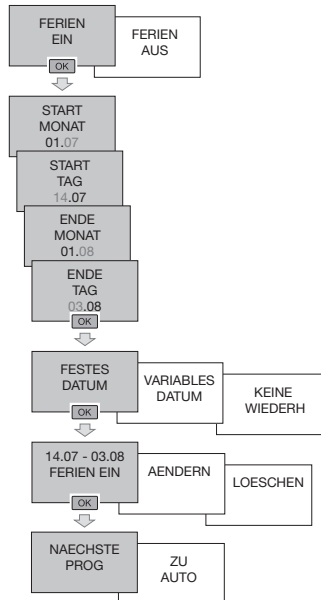 FERIEN
EIN
FERIEN
AUS
OK
START
MONAT
01.07
START
TAG
14.07
ENDE
MONAT
01.08
ENDE
TAG
03.08
OK
FESTES
DATUM
VARIABLES
DATUM
KEINE
WIEDERH
OK
14.07 - 03.08
FERIEN EIN
AENDERN
LOESCHEN
OK
NAECHSTE
PROG
ZU
AUTO